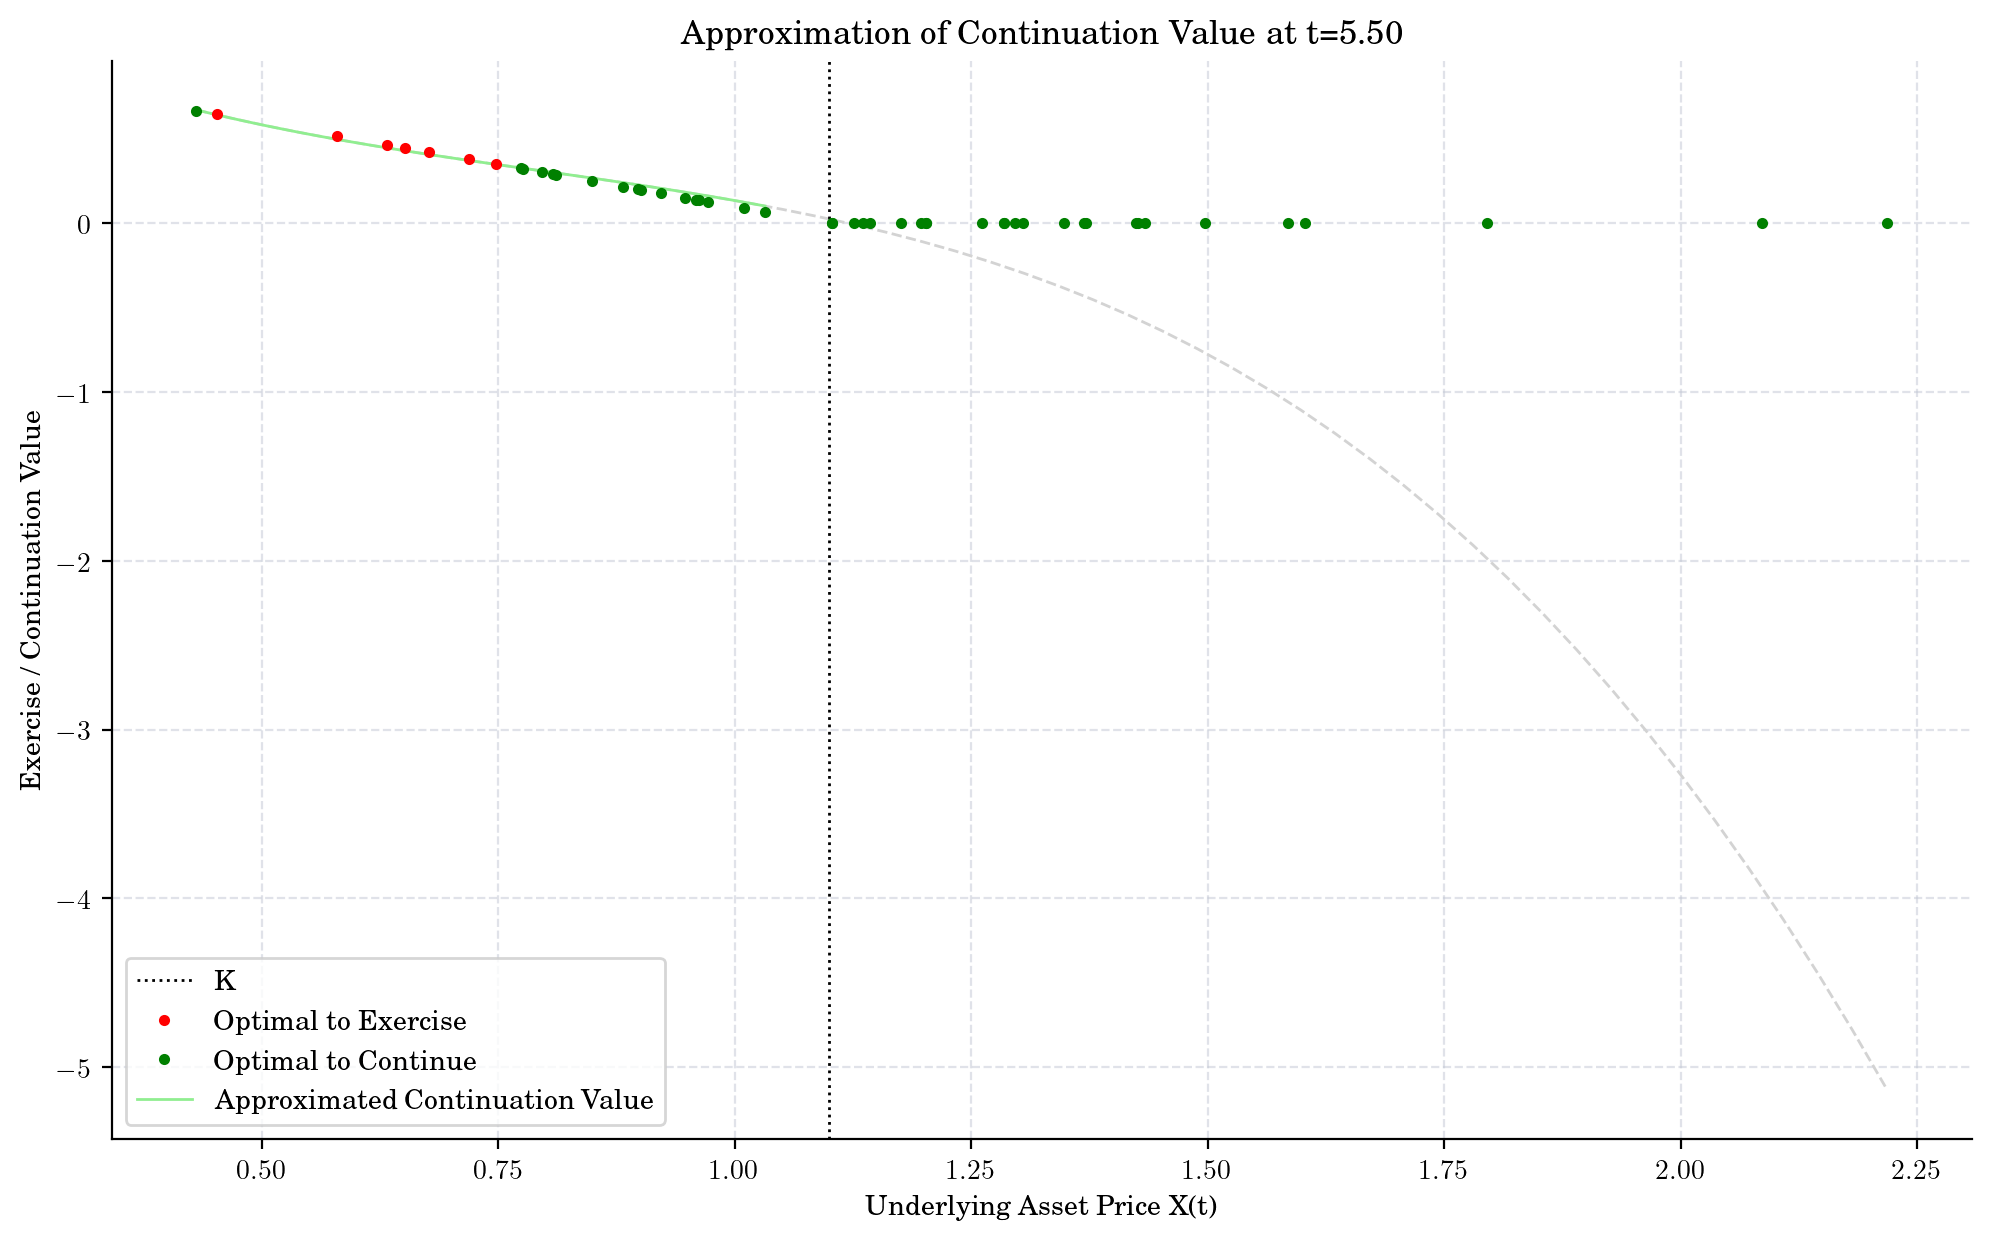 Approximation of Continuation Value at t=5.50
Exercise / Continuation Value
0
−1
−2
−3
−4
−5
K
Optimal to Exercise
Optimal to Continue
Approximated Continuation Value
0.50 0.75 1.00 1.25 1.50 1.75 2.00 2.25
Underlying Asset Price X(t)